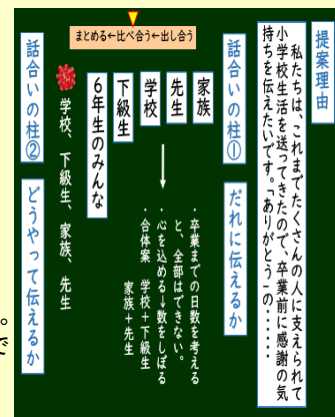 提案理由
私たちは、これまでたくさんの人に支えられて
小学校生活を送ってきたので、卒業前に感謝の気
持ちを伝えたいです。「ありがとう」の・・・・・
話合いの柱①　だれに伝えるか
出し合う→比べ合う→まとめる
家族
先生
学校
下級生
6年生のみんな
・卒業までの日数を考える
と、全部はできない。
・心を込める→数をしぼる
・合体案　学校＋下級生
家族＋先生
学校、下級生、家族、先生
話合いの柱②　どうやって伝えるか